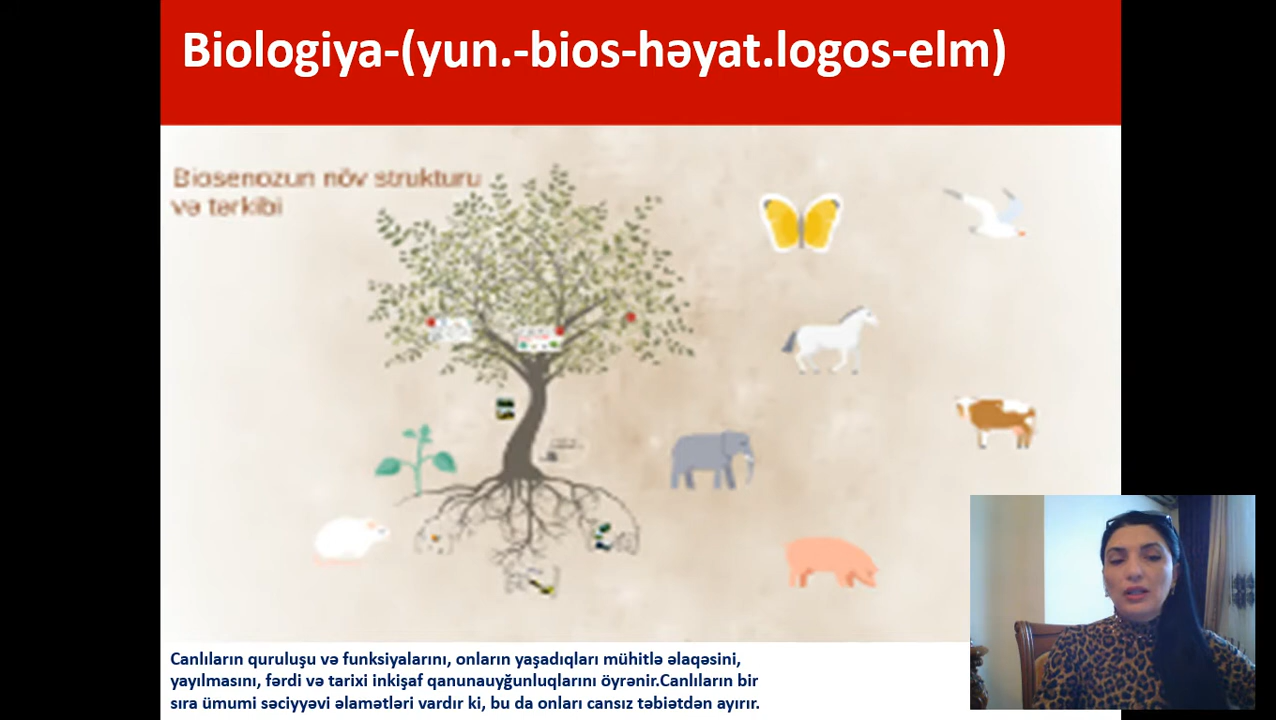 Biologiya-(yun.-bios-həyat.logos-elm)
Biosenozun növ strukturu
və tərkibi
Canlıların quruluşu və funksiyalarını, onların yaşadıqları mühitlə əlaqəsini,
yayılmasını, fərdi və tarixi inkişaf qanunauyğunluqlarını öyrənir.Canlıların bir
sıra ümumi səciyyəvi əlamətləri vardır ki, bu da onları cansız təbiətdən ayırır.